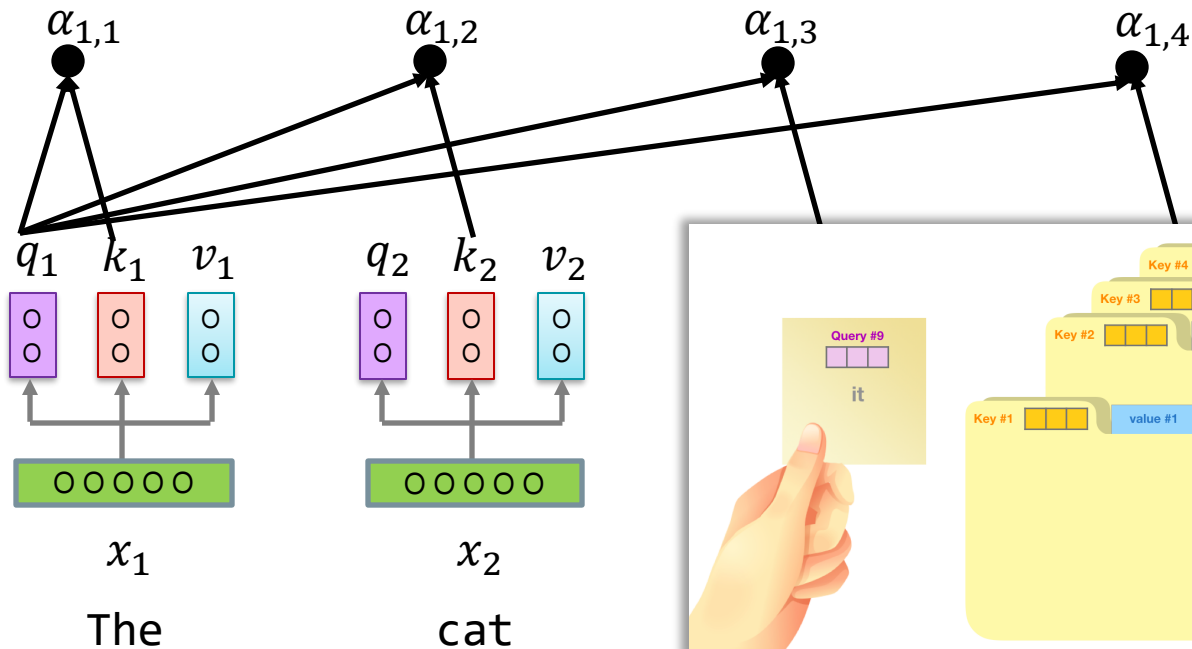 α₁,₁ α₁,₂ α₁,₃ α₁,₄
q₁ k₁ v₁ q₂ k₂ v₂
O O O O O O
O O O O O O
O O O O O O O O O O
x₁ x₂
The cat
Query #9
it
Key #4
Key #3
Key #2
Key #1 value #1